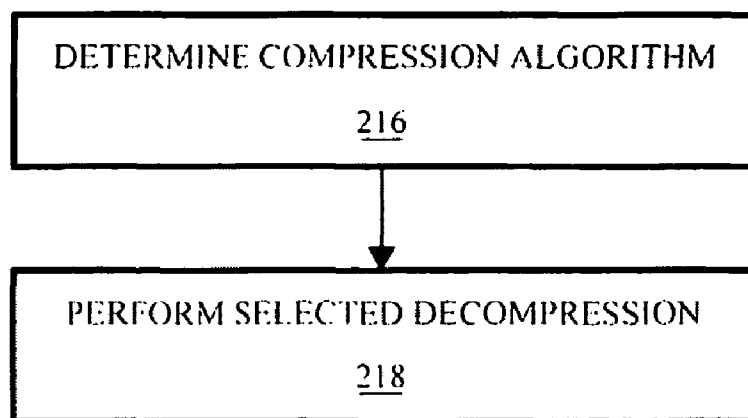 DETERMINE COMPRESSION ALGORITHM
216
PERFORM SELECTED DECOMPRESSION
218